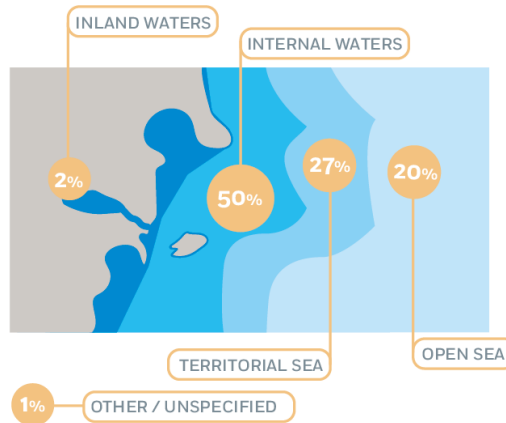 INLAND WATERS
INTERNAL WATERS
2%
50%
27%
20%
TERRITORIAL SEA
OPEN SEA
1%
OTHER / UNSPECIFIED